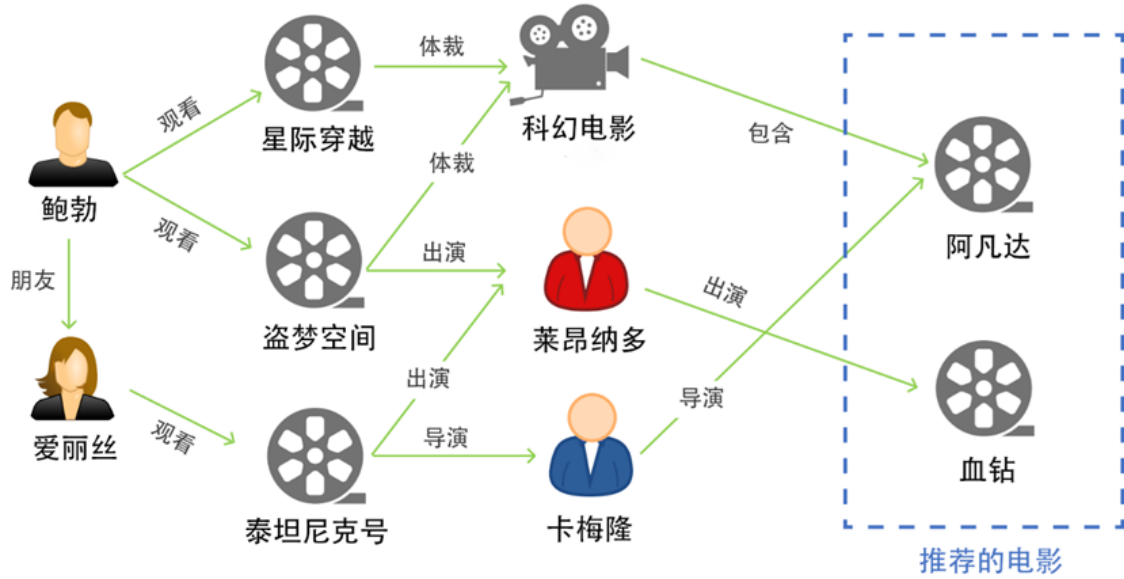 体裁
观看
星际穿越
科幻电影
包含
体裁
鲍勃
观看
出演
阿凡达
朋友
盗梦空间
莱昂纳多
出演
出演
导演
爱丽丝
观看
导演
血钻
泰坦尼克号
卡梅隆
推荐的电影